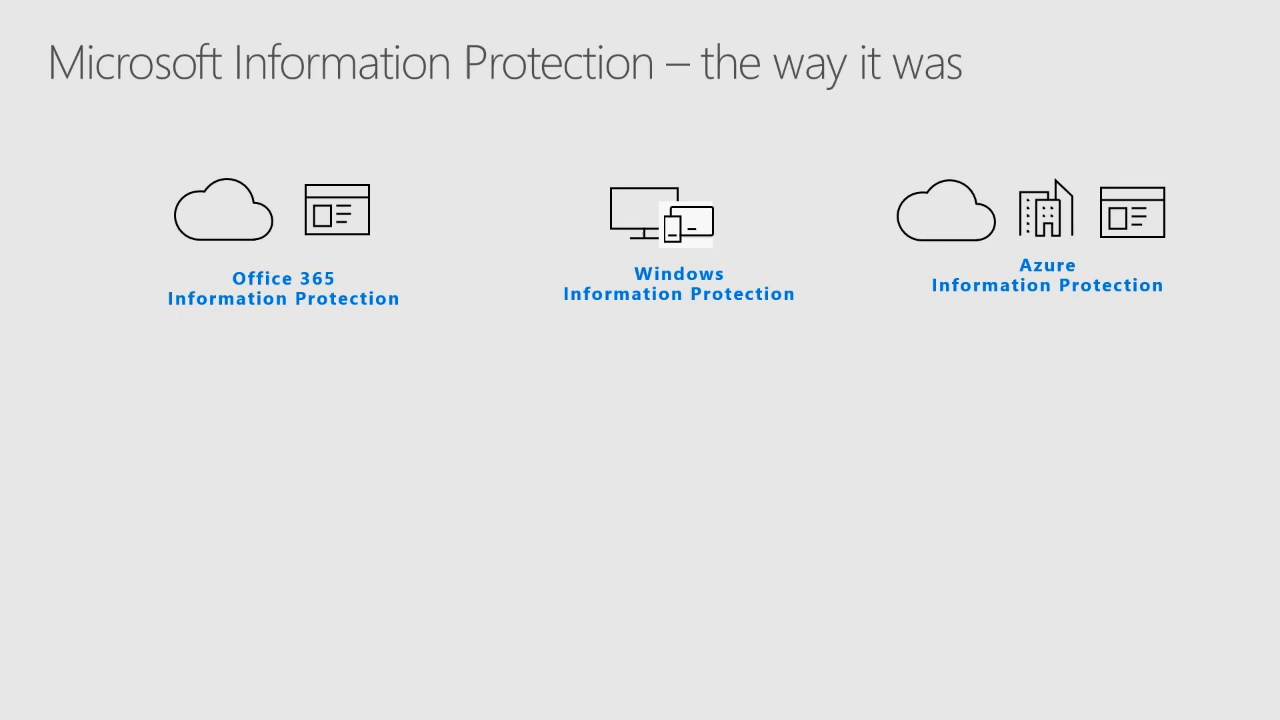 Microsoft Information Protection – the way it was
Office 365
Information Protection
Windows
Information Protection
Azure
Information Protection